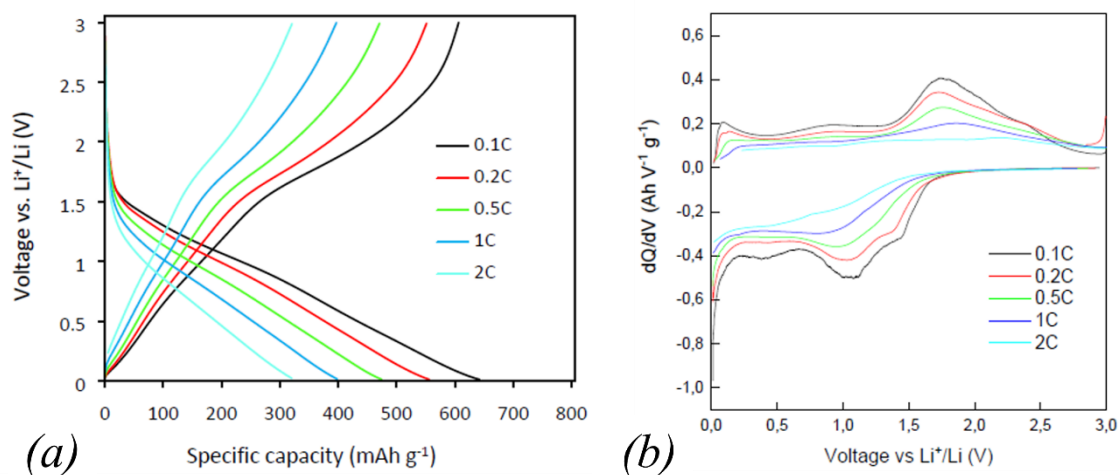 3
2.5
2
1.5
1
0.5
0
Voltage vs. Li⁺/Li (V)
0.1C
0.2C
0.5C
1C
2C
0 100 200 300 400 500 600 700 800
Specific capacity (mAh g⁻¹)
(a)
0,6
0,4
0,2
0,0
-0,2
-0,4
-0,6
-0,8
-1,0
dQ/dV (Ah V⁻¹ g⁻¹)
0.1C
0.2C
0.5C
1C
2C
0,0 0,5 1,0 1,5 2,0 2,5 3,0
Voltage vs Li⁺/Li (V)
(b)